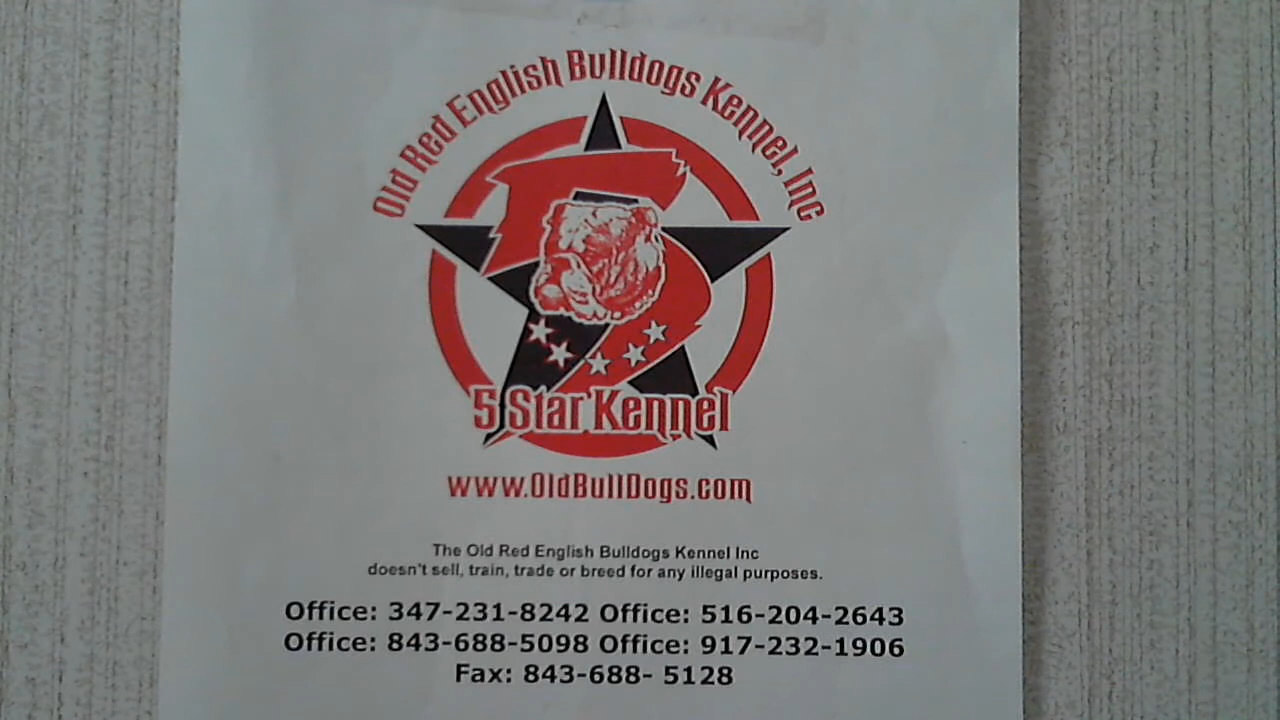 Old Red English Bulldogs Kennel, Inc
5 Star Kennel
www.OldBullDogs.com
The Old Red English Bulldogs Kennel Inc
doesn't sell, train, trade or breed for any illegal purposes.
Office: 347-231-8242 Office: 516-204-2643
Office: 843-688-5098 Office: 917-232-1906
Fax: 843-688- 5128